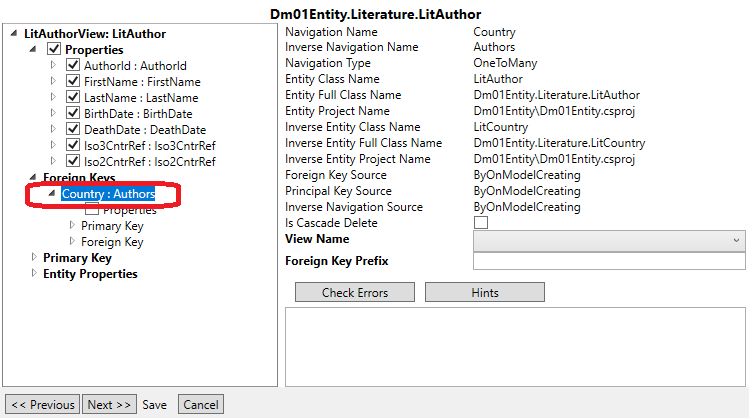 Dm01Entity.Literature.LitAuthor
LitAuthorView: LitAuthor
Properties
AuthorId : AuthorId
FirstName : FirstName
LastName : LastName
BirthDate : BirthDate
DeathDate : DeathDate
Iso3CntrRef : Iso3CntrRef
Iso2CntrRef : Iso2CntrRef
Foreign Keys
Country : Authors
Properties
Primary Key
Foreign Key
Primary Key
Entity Properties
Navigation Name Country
Inverse Navigation Name Authors
Navigation Type OneToMany
Entity Class Name LitAuthor
Entity Full Class Name Dm01Entity.Literature.LitAuthor
Entity Project Name Dm01Entity\Dm01Entity.csproj
Inverse Entity Class Name LitCountry
Inverse Entity Full Class Name Dm01Entity.Literature.LitCountry
Inverse Entity Project Name Dm01Entity\Dm01Entity.csproj
Foreign Key Source ByOnModelCreating
Principal Key Source ByOnModelCreating
Inverse Navigation Source ByOnModelCreating
Is Cascade Delete
View Name
Foreign Key Prefix
Check Errors Hints
<< Previous Next >> Save Cancel